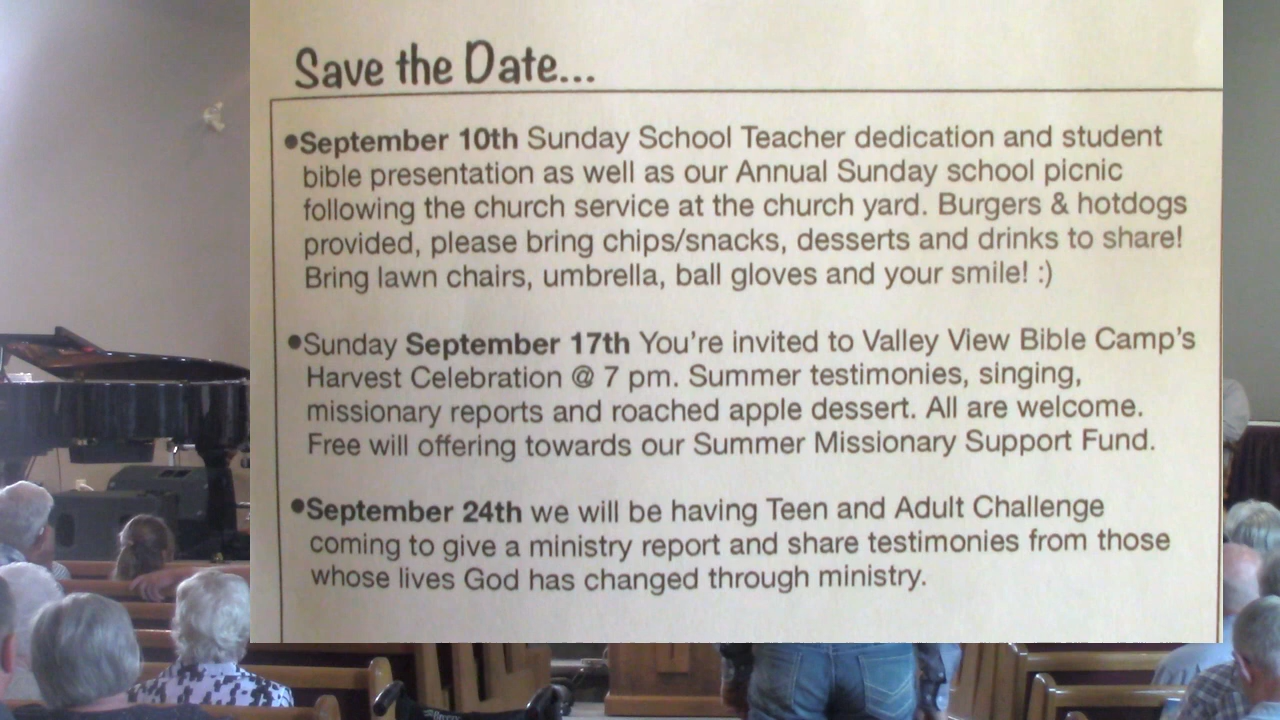 Save the Date...
•September 10th Sunday School Teacher dedication and student
bible presentation as well as our Annual Sunday school picnic
following the church service at the church yard. Burgers & hotdogs
provided, please bring chips/snacks, desserts and drinks to share!
Bring lawn chairs, umbrella, ball gloves and your smile! :)
•Sunday September 17th You're invited to Valley View Bible Camp's
Harvest Celebration @ 7 pm. Summer testimonies, singing,
missionary reports and roached apple dessert. All are welcome.
Free will offering towards our Summer Missionary Support Fund.
•September 24th we will be having Teen and Adult Challenge
coming to give a ministry report and share testimonies from those
whose lives God has changed through ministry.